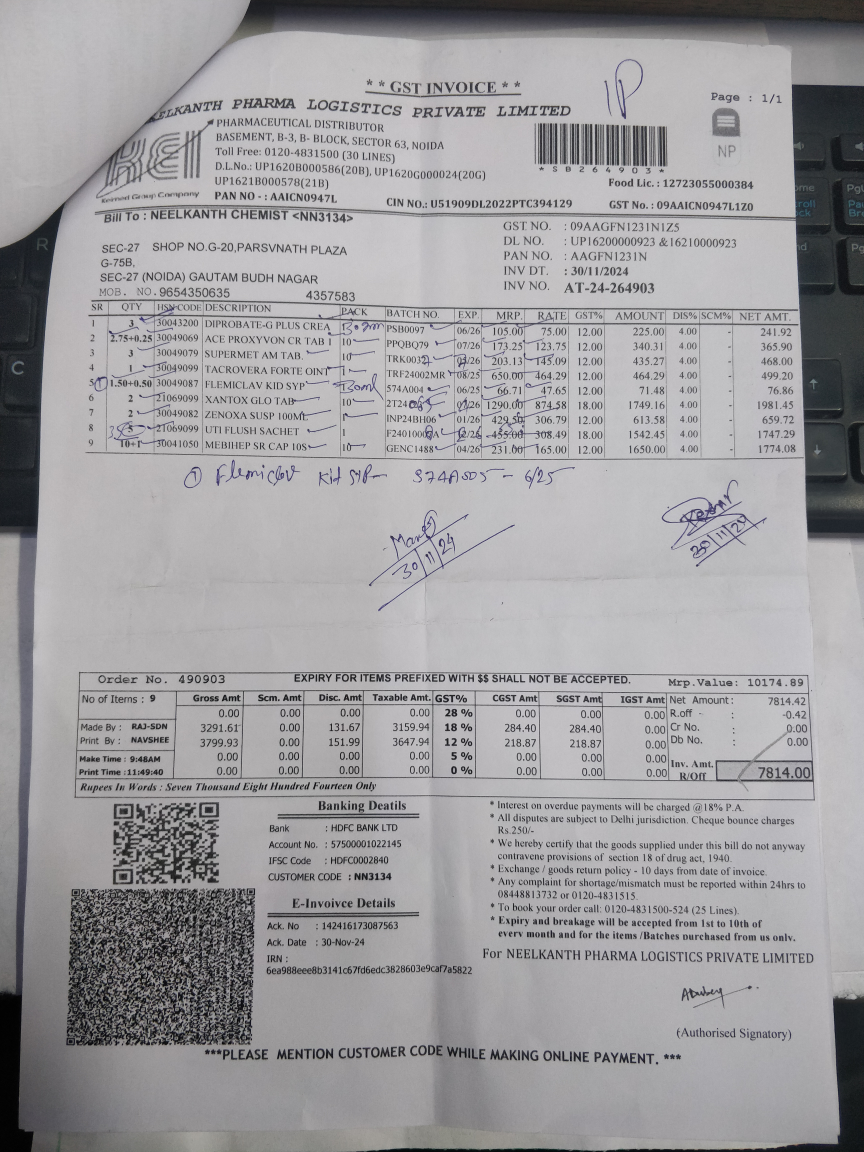 * * GST INVOICE * *
IP
Page : 1/1
NEELKANTH PHARMA LOGISTICS PRIVATE LIMITED
PHARMACEUTICAL DISTRIBUTOR
BASEMENT, B-3, B- BLOCK, SECTOR 63, NOIDA
Toll Free: 0120-4831500 (30 LINES)
D.L.No.: UP1620B000586(20B), UP1620G000024(20G)
UP1621B000578(21B)
PAN NO - : AAICN0947L
CIN NO.: U51909DL2022PTC394129
* S B 2 6 4 9 0 3 *
NP
Food Lic.: 12723055000384
GST No.: 09AAICN0947L1Z0
KEI
Kemed Group Company
Bill To : NEELKANTH CHEMIST <NN3134>
SEC-27 SHOP NO.G-20,PARSVNATH PLAZA
G-75B,
SEC-27 (NOIDA) GAUTAM BUDH NAGAR
MOB. NO. 9654350635 4357583
GST NO. : 09AAGFN1231N1Z5
DL NO. : UP16200000923 &16210000923
PAN NO. : AAGFN1231N
INV DT. : 30/11/2024
INV NO. AT-24-264903
SR QTY HSN CODE DESCRIPTION PACK BATCH NO. EXP. MRP. RATE GST% AMOUNT DIS% SCM% NET AMT.
1 3 30043200 DIPROBATE-G PLUS CREA PSB0097 06/26 105.00 75.00 12.00 225.00 4.00 - 241.92
2 2.75+0.25 30049069 ACE PROXYVON CR TAB 1 10 PPQBQ79 07/26 173.25 123.75 12.00 340.31 4.00 - 365.90
3 3 30049079 SUPERMET AM TAB. 10 203.13 145.09 12.00 435.27 4.00 - 468.00
4 1 30049099 TACROVERA FORTE OINT 1 TRF24002MR 08/25 650.00 464.29 12.00 464.29 4.00 - 499.20
5 1.50+0.50 30049087 FLEMICLAV KID SYP 574A004 06/25 66.71 47.65 12.00 71.48 4.00 - 76.86
6 2 21069099 XANTOX GLO TAB 10 1290.00 874.58 18.00 1749.16 4.00 - 1981.45
7 2 30049082 ZENOXA SUSP 100ML 1 INP24BH06 01/26 429.50 306.79 12.00 613.58 4.00 - 659.72
8 5 21069099 UTI FLUSH SACHET 1 455.00 308.49 18.00 1542.45 4.00 - 1747.29
9 10+1 30041050 MEBIHEP SR CAP 10S 10 GENC1488 04/26 231.00 165.00 12.00 1650.00 4.00 - 1774.08
① Flemiclav Kid SYP- 574A005 - 6/25
30/11/24
30/11/24
Order No. 490903 EXPIRY FOR ITEMS PREFIXED WITH $$ SHALL NOT BE ACCEPTED. Mrp.Value: 10174.89
No of Items : 9 Gross Amt Scm. Amt Disc. Amt Taxable Amt. GST% CGST Amt SGST Amt IGST Amt Net Amount : 7814.42
0.00 0.00 0.00 0.00 28 % 0.00 0.00 0.00 R.off - : -0.42
Made By : RAJ-SDN 3291.61 0.00 131.67 3159.94 18 % 284.40 284.40 0.00 Cr No. : 0.00
Print By : NAVSHEE 3799.93 0.00 151.99 3647.94 12 % 218.87 218.87 0.00 Db No. : 0.00
Make Time : 9:48AM 0.00 0.00 0.00 0.00 5 % 0.00 0.00 0.00
Print Time :11:49:40 0.00 0.00 0.00 0.00 0 % 0.00 0.00 0.00 Inv. Amt. R/Off 7814.00
Rupees In Words : Seven Thousand Eight Hundred Fourteen Only
Banking Deatils
Bank : HDFC BANK LTD
Account No. : 57500001022145
IFSC Code : HDFC0002840
CUSTOMER CODE : NN3134
E-Invoivce Details
Ack. No : 142416173087563
Ack. Date : 30-Nov-24
IRN :
6ea988eee8b3141c67fd6edc3828603e9caf7a5822
* Interest on overdue payments will be charged @18% P.A.
* All disputes are subject to Delhi jurisdiction. Cheque bounce charges
Rs.250/-
* We hereby certify that the goods supplied under this bill do not anyway
contravene provisions of section 18 of drug act, 1940.
* Exchange / goods return policy - 10 days from date of invoice.
* Any complaint for shortage/mismatch must be reported within 24hrs to
08448813732 or 0120-4831515.
* To book your order call: 0120-4831500-524 (25 Lines).
* Expiry and breakage will be accepted from 1st to 10th of
every month and for the items /Batches purchased from us only.
For NEELKANTH PHARMA LOGISTICS PRIVATE LIMITED
(Authorised Signatory)
***PLEASE MENTION CUSTOMER CODE WHILE MAKING ONLINE PAYMENT. ***